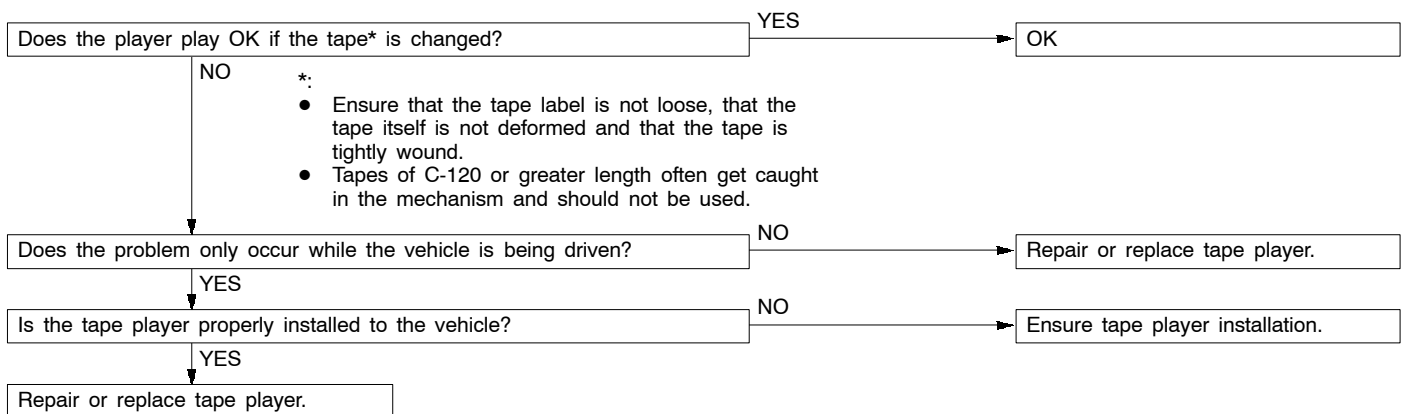 YES
Does the player play OK if the tape* is changed?
OK
NO
*:
● Ensure that the tape label is not loose, that the
tape itself is not deformed and that the tape is
tightly wound.
● Tapes of C-120 or greater length often get caught
in the mechanism and should not be used.
NO
Does the problem only occur while the vehicle is being driven?
Repair or replace tape player.
YES
NO
Is the tape player properly installed to the vehicle?
Ensure tape player installation.
YES
Repair or replace tape player.